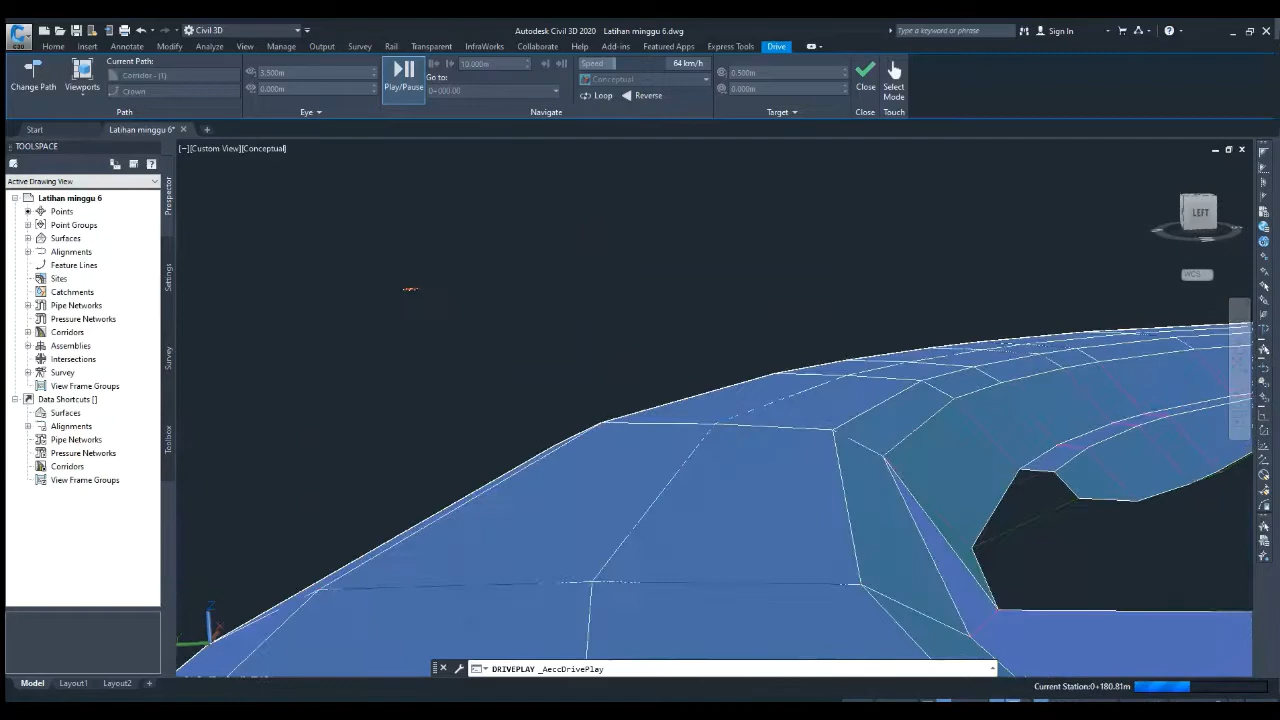 Civil 3D
Autodesk Civil 3D 2020 Latihan minggu 6.dwg
Type a keyword or phrase
Sign In
C3D
Home Insert Annotate Modify Analyze View Manage Output Survey Rail Transparent InfraWorks Collaborate Help Add-ins Featured Apps Express Tools Drive
Change Path
Viewports
Current Path:
Corridor - (1)
Crown
Path
3.500m
0.000m
Eye
Play/Pause
10.000m
Go to:
0+000.00
Speed 64 km/h
Conceptual
Loop Reverse
Navigate
0.500m
0.000m
Target
Close
Close
Select Mode
Touch
Start
Latihan minggu 6*
TOOLSPACE
Active Drawing View
Latihan minggu 6
Points
Point Groups
Surfaces
Alignments
Feature Lines
Sites
Catchments
Pipe Networks
Pressure Networks
Corridors
Assemblies
Intersections
Survey
View Frame Groups
Data Shortcuts []
Surfaces
Alignments
Pipe Networks
Pressure Networks
Corridors
View Frame Groups
Prospector
Settings
Survey
Toolbox
[−][Custom View][Conceptual]
LEFT
WCS
Z
X
DRIVEPLAY _AeccDrivePlay
Model Layout1 Layout2 +
Current Station:0+180.81m